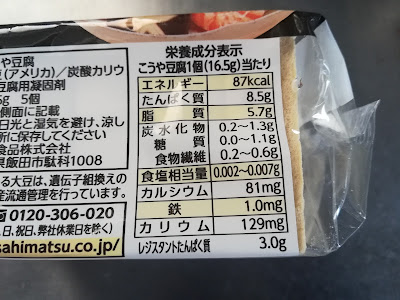 や豆腐
(アメリカ)／炭酸カリウ
豆腐用凝固剤
5g 5個
側面に記載
日光と湿気を避け、涼し
所に保存してください
食品株式会社
県飯田市駄科1008
る大豆は、遺伝子組換えの
産流通管理を行っています。
0120-306-020
日、祝、弊社休業日を除く)
sahimatsu.co.jp/
栄養成分表示
こうや豆腐1個(16.5g)当たり
エネルギー 87kcal
たんぱく質 8.5g
脂質 5.7g
炭水化物 0.2～1.3g
糖質 0.0～1.1g
食物繊維 0.2～0.6g
食塩相当量 0.002～0.007g
カルシウム 81mg
鉄 1.0mg
カリウム 129mg
レジスタントたんぱく質 3.0g